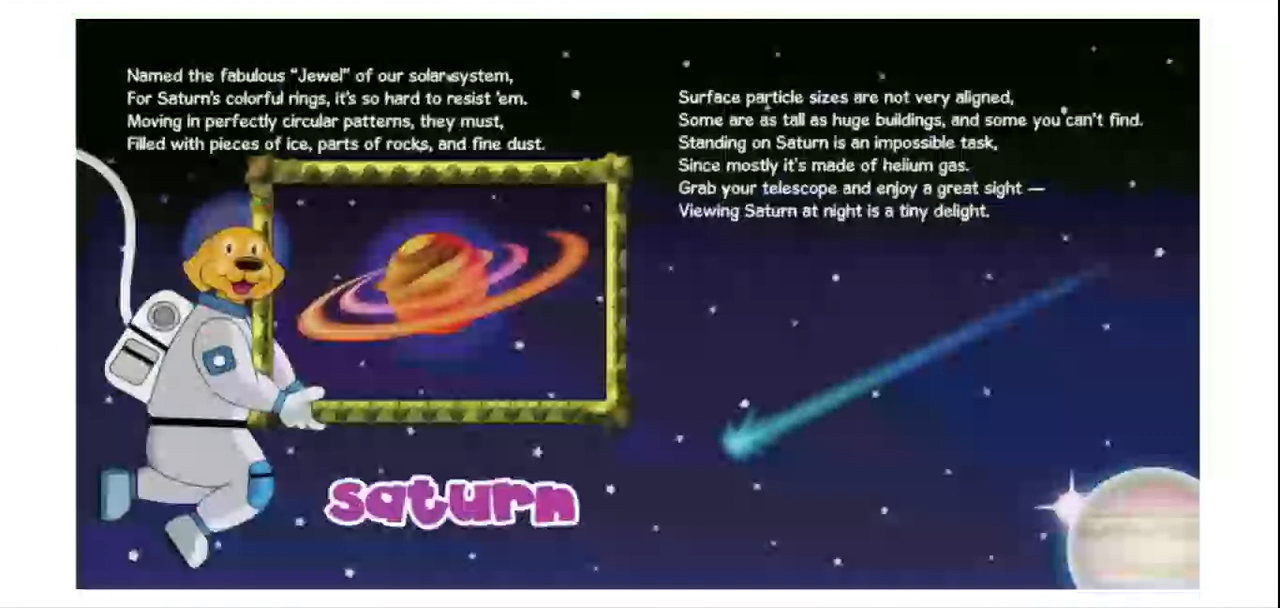 Named the fabulous "Jewel" of our solar system,
For Saturn's colorful rings, it's so hard to resist 'em.
Moving in perfectly circular patterns, they must,
Filled with pieces of ice, parts of rocks, and fine dust.
saturn
Surface particle sizes are not very aligned,
Some are as tall as huge buildings, and some you can't find.
Standing on Saturn is an impossible task,
Since mostly it's made of helium gas.
Grab your telescope and enjoy a great sight —
Viewing Saturn at night is a tiny delight.